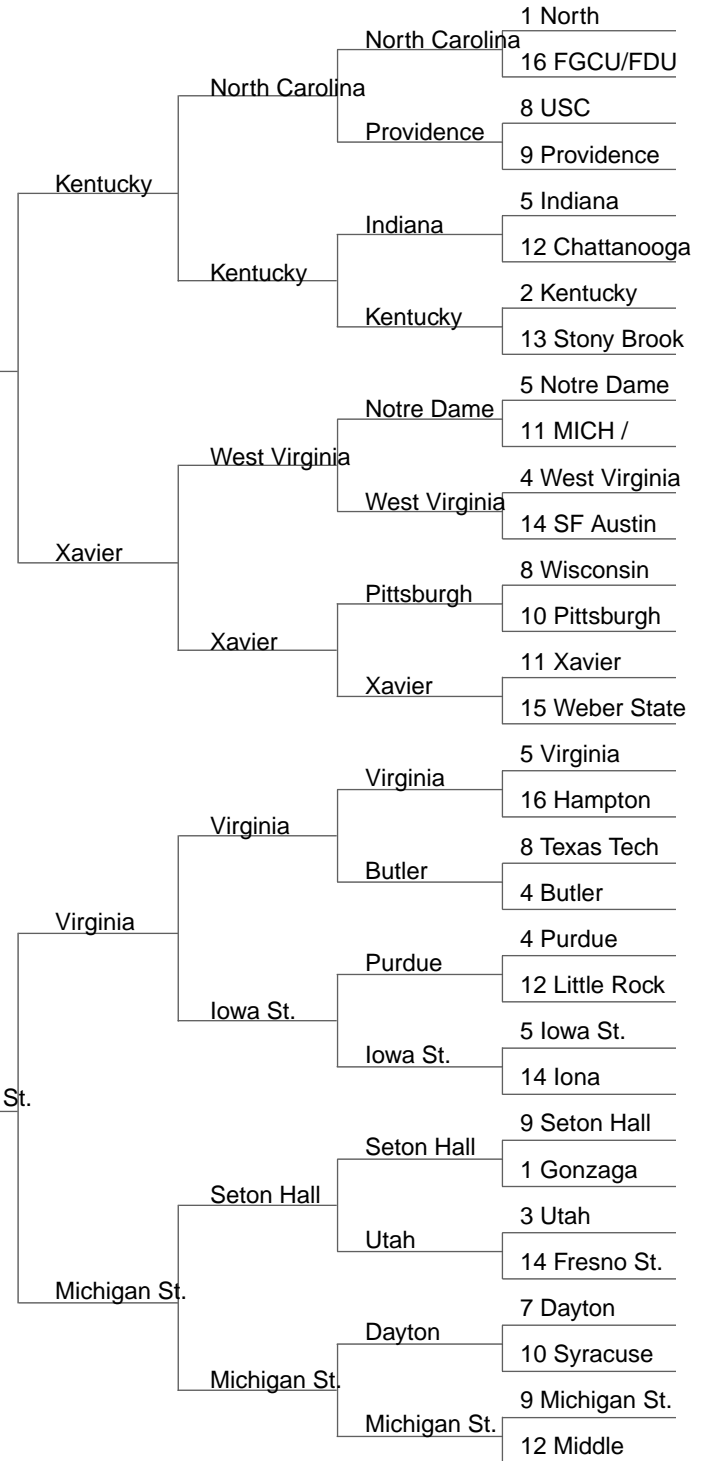 1 North
North Carolina
16 FGCU/FDU
North Carolina
8 USC
Providence
9 Providence
Kentucky
5 Indiana
Indiana
12 Chattanooga
Kentucky
2 Kentucky
Kentucky
13 Stony Brook
5 Notre Dame
Notre Dame
11 MICH /
West Virginia
4 West Virginia
West Virginia
14 SF Austin
Xavier
8 Wisconsin
Pittsburgh
10 Pittsburgh
Xavier
11 Xavier
Xavier
15 Weber State
5 Virginia
Virginia
16 Hampton
Virginia
8 Texas Tech
Butler
4 Butler
Virginia
4 Purdue
Purdue
12 Little Rock
Iowa St.
5 Iowa St.
Iowa St.
14 Iona
St.
9 Seton Hall
Seton Hall
1 Gonzaga
Seton Hall
3 Utah
Utah
14 Fresno St.
Michigan St.
7 Dayton
Dayton
10 Syracuse
Michigan St.
9 Michigan St.
Michigan St.
12 Middle